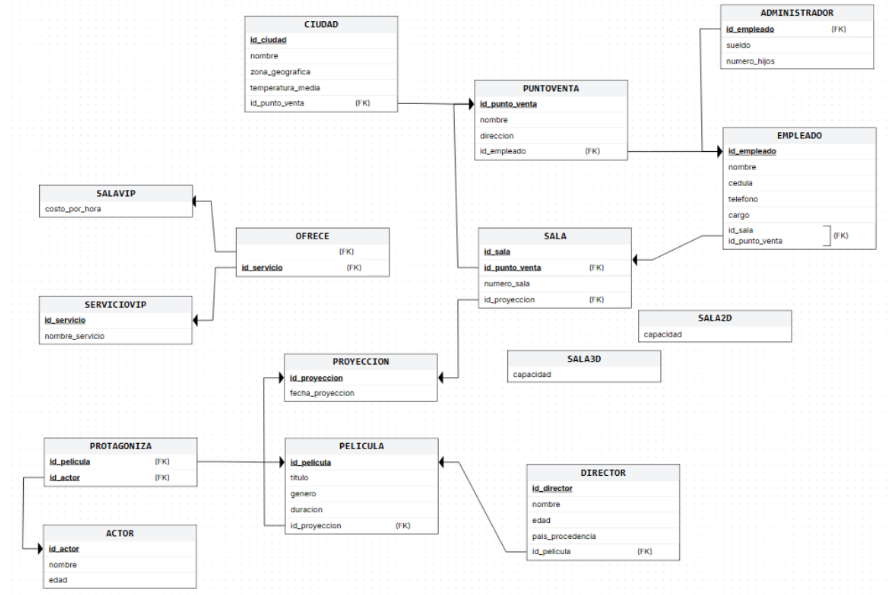 CIUDAD
id_ciudad
nombre
zona_geografica
temperatura_media
id_punto_venta (FK)
ADMINISTRADOR
id_empleado (FK)
sueldo
numero_hijos
PUNTOVENTA
id_punto_venta
nombre
direccion
id_empleado (FK)
EMPLEADO
id_empleado
nombre
cedula
telefono
cargo
id_sala
id_punto_venta
(FK)
SALAVIP
costo_por_hora
OFRECE
(FK)
id_servicio (FK)
SALA
id_sala
id_punto_venta (FK)
numero_sala
id_proyeccion (FK)
SERVICIOVIP
id_servicio
nombre_servicio
SALA2D
capacidad
SALA3D
capacidad
PROYECCION
id_proyeccion
fecha_proyeccion
PROTAGONIZA
id_pelicula (FK)
id_actor (FK)
PELICULA
id_pelicula
titulo
genero
duracion
id_proyeccion (FK)
DIRECTOR
id_director
nombre
edad
pais_procedencia
id_pelicula (FK)
ACTOR
id_actor
nombre
edad